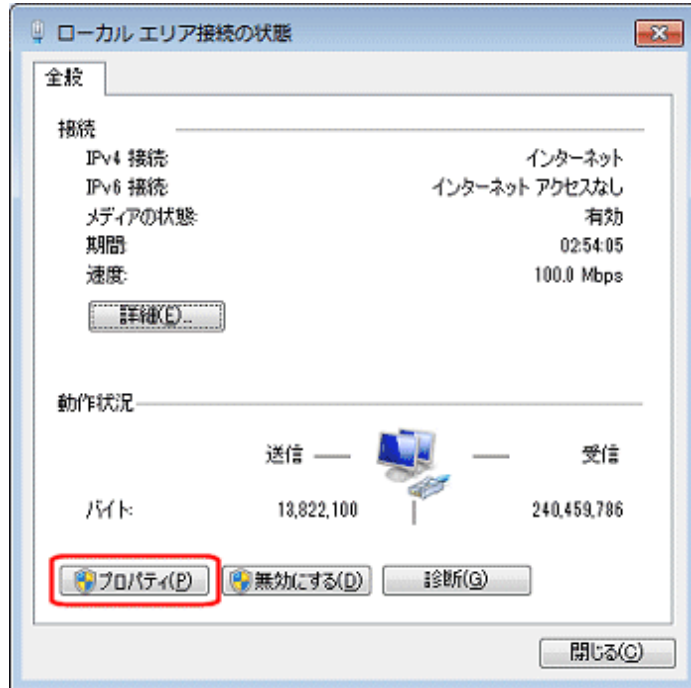 ローカル エリア接続の状態
全般
接続
IPv4 接続: インターネット
IPv6 接続: インターネット アクセスなし
メディアの状態: 有効
期間: 02:54:05
速度: 100.0 Mbps
詳細(E)...
動作状況
送信 受信
バイト: 13,822,100 240,459,786
プロパティ(P) 無効にする(D) 診断(G)
閉じる(C)